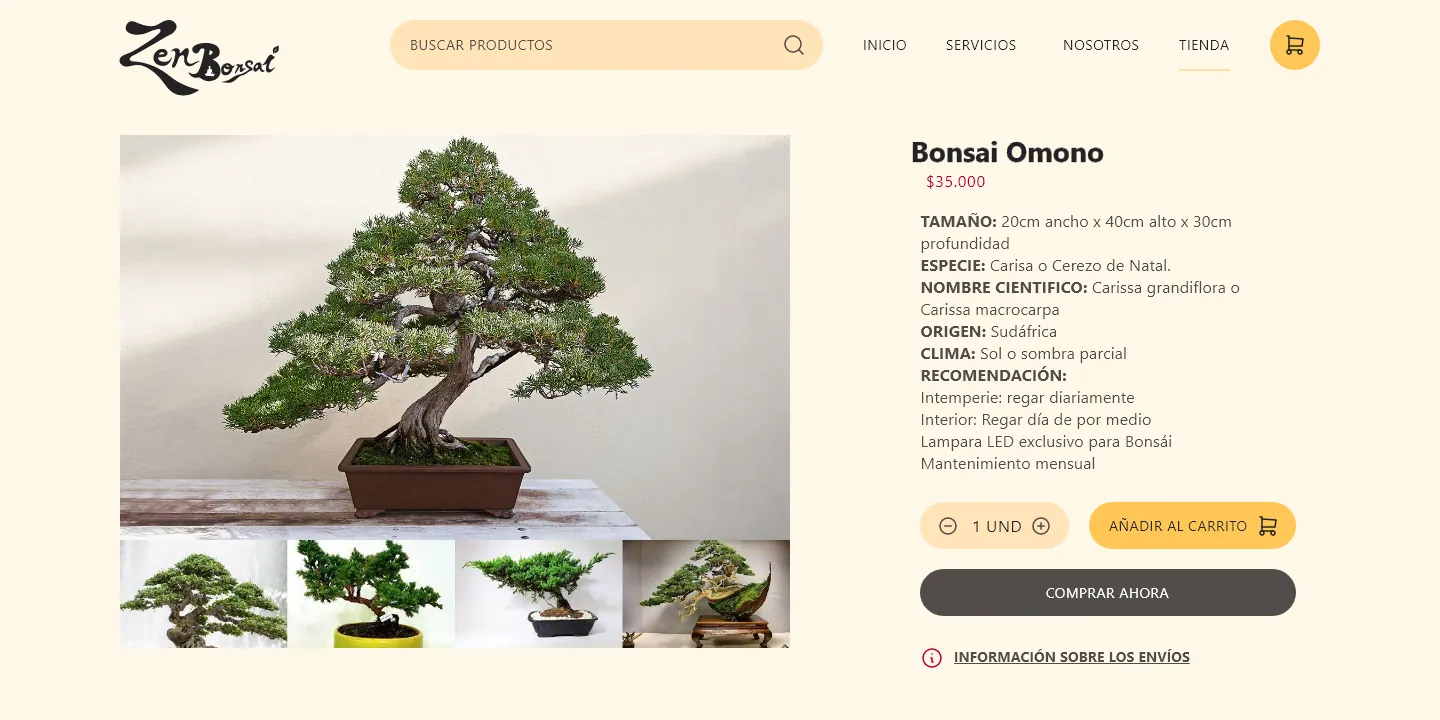 Zen Bonsai
BUSCAR PRODUCTOS
INICIO
SERVICIOS
NOSOTROS
TIENDA
Bonsai Omono
$35.000
TAMAÑO: 20cm ancho x 40cm alto x 30cm
profundidad
ESPECIE: Carisa o Cerezo de Natal.
NOMBRE CIENTIFICO: Carissa grandiflora o
Carissa macrocarpa
ORIGEN: Sudáfrica
CLIMA: Sol o sombra parcial
RECOMENDACIÓN:
Intemperie: regar diariamente
Interior: Regar día de por medio
Lampara LED exclusivo para Bonsái
Mantenimiento mensual
1 UND
AÑADIR AL CARRITO
COMPRAR AHORA
INFORMACIÓN SOBRE LOS ENVÍOS